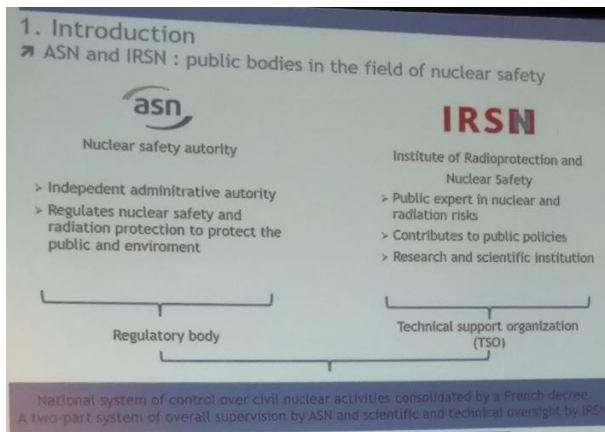 1. Introduction
ASN and IRSN : public bodies in the field of nuclear safety
asn
Nuclear safety autority
> Indepedent adminitrative autority
> Regulates nuclear safety and
radiation protection to protect the
public and enviroment
Regulatory body
IRSN
Institute of Radioprotection and
Nuclear Safety
> Public expert in nuclear and
radiation risks
> Contributes to public policies
> Research and scientific institution
Technical support organization
(TSO)
National system of control over civil nuclear activities consolidated by a French decree.
A two-part system of overall supervision by ASN and scientific and technical oversight by IRSN